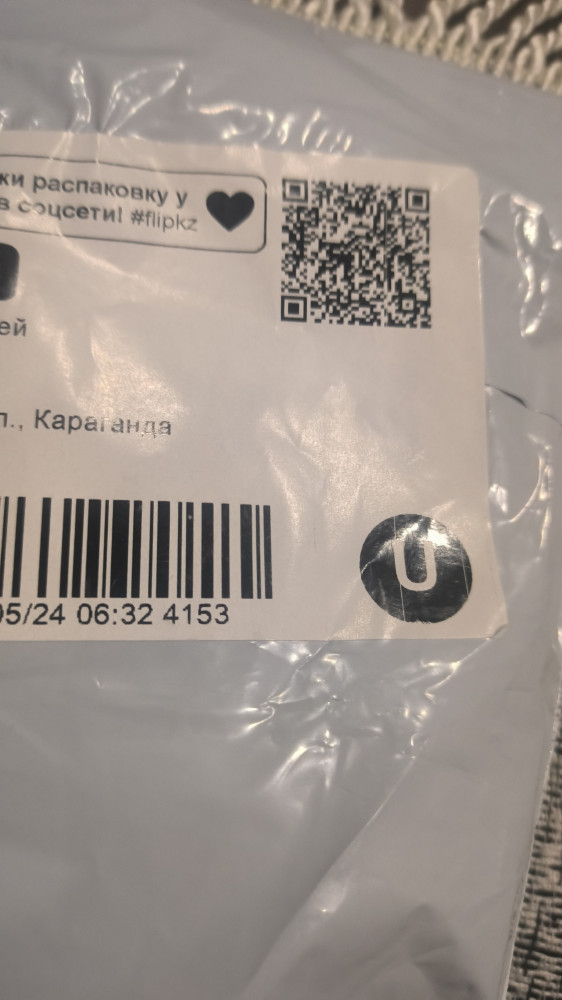 ки распаковку у
в соцсети! #flipkz
ей
л., Караганда
U
05/24 06:32 4153